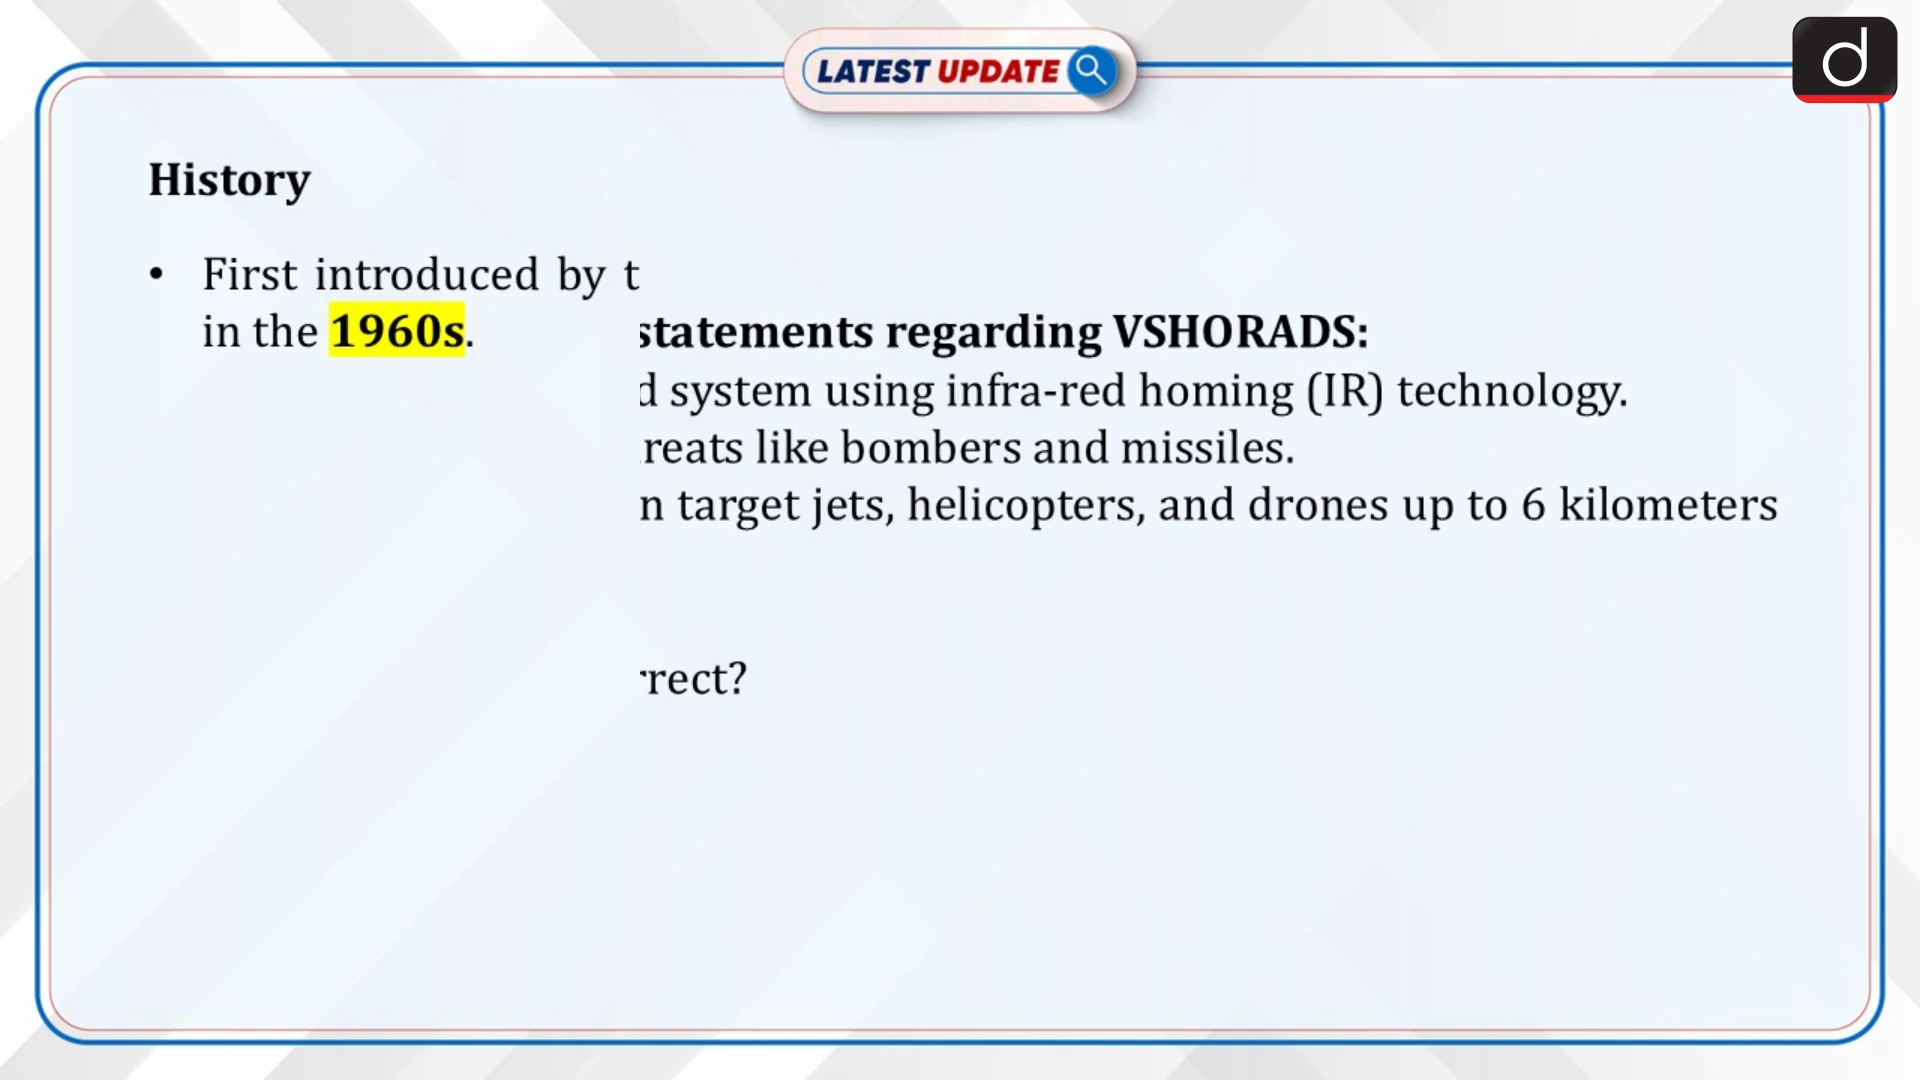 LATEST UPDATE
d
History
• First introduced by t
in the 1960s.
statements regarding VSHORADS:
d system using infra-red homing (IR) technology.
reats like bombers and missiles.
n target jets, helicopters, and drones up to 6 kilometers
rrect?